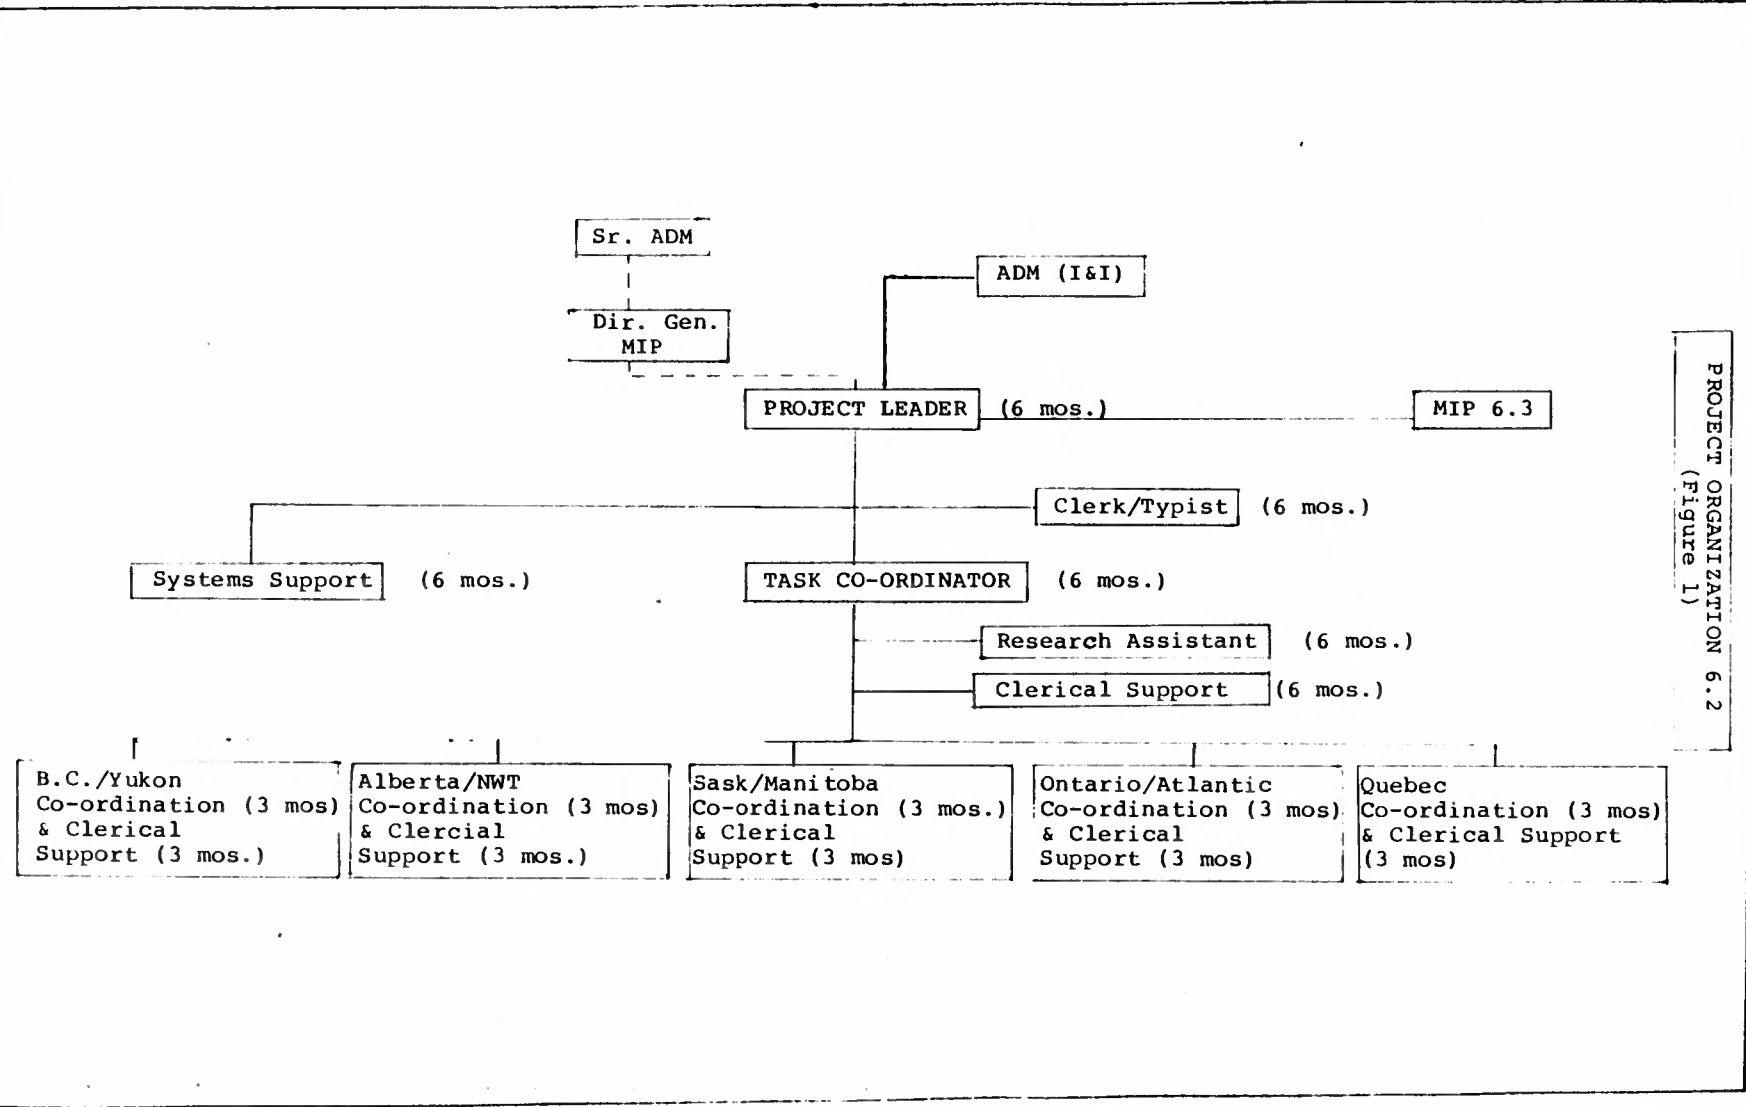 Sr. ADM
ADM (I&I)
Dir. Gen.
MIP
PROJECT LEADER (6 mos.)
MIP 6.3
Clerk/Typist (6 mos.)
Systems Support (6 mos.)
TASK CO-ORDINATOR (6 mos.)
Research Assistant (6 mos.)
Clerical Support (6 mos.)
B.C./Yukon
Co-ordination (3 mos)
& Clerical
Support (3 mos.)
Alberta/NWT
Co-ordination (3 mos)
& Clercial
Support (3 mos.)
Sask/Manitoba
Co-ordination (3 mos.)
& Clerical
Support (3 mos)
Ontario/Atlantic
Co-ordination (3 mos)
& Clerical
Support (3 mos)
Quebec
Co-ordination (3 mos)
& Clerical Support
(3 mos)
PROJECT ORGANIZATION 6.2
(Figure 1)